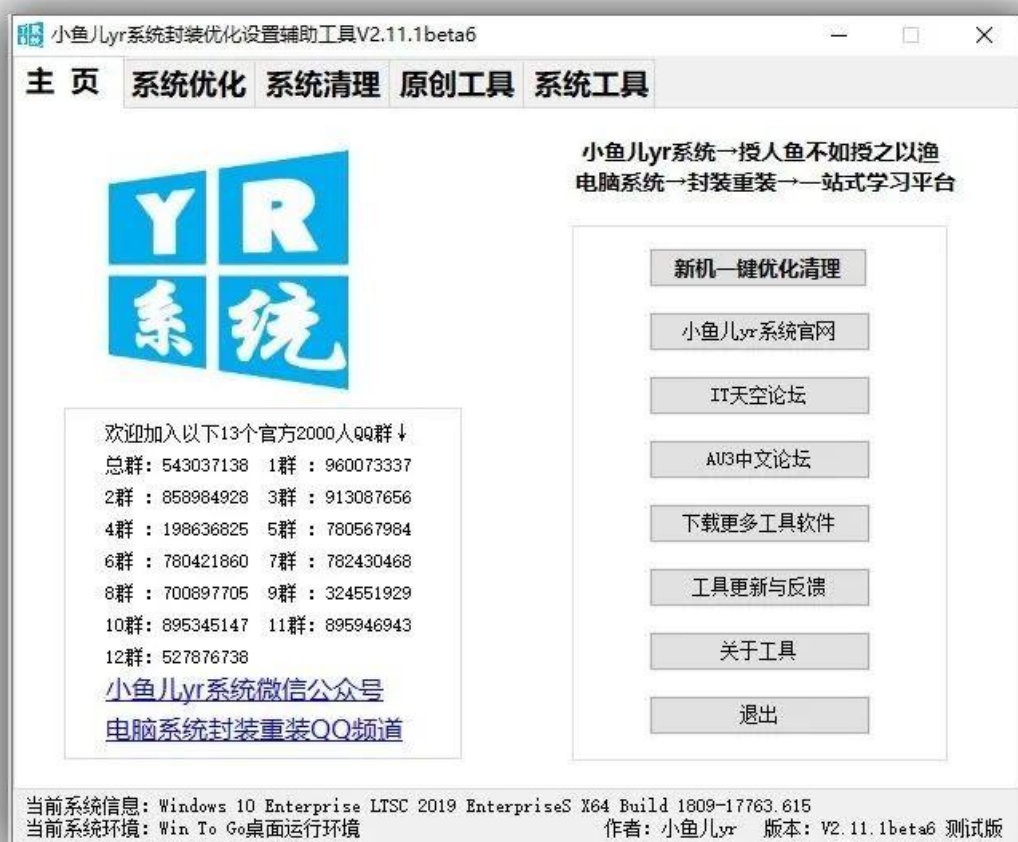 小鱼儿yr系统封装优化设置辅助工具V2.11.1beta6
主 页 系统优化 系统清理 原创工具 系统工具
YR
系统
小鱼儿yr系统→授人鱼不如授之以渔
电脑系统→封装重装→一站式学习平台
欢迎加入以下13个官方2000人QQ群↓
总群: 543037138 1群 : 960073337
2群 : 858984928 3群 : 913087656
4群 : 198636825 5群 : 780567984
6群 : 780421860 7群 : 782430468
8群 : 700897705 9群 : 324551929
10群: 895345147 11群: 895946943
12群: 527876738
小鱼儿yr系统微信公众号
电脑系统封装重装QQ频道
新机一键优化清理
小鱼儿yr系统官网
IT天空论坛
AU3中文论坛
下载更多工具软件
工具更新与反馈
关于工具
退出
当前系统信息: Windows 10 Enterprise LTSC 2019 EnterpriseS X64 Build 1809-17763.615
当前系统环境: Win To Go桌面运行环境 作者: 小鱼儿yr 版本: V2.11.1beta6 测试版